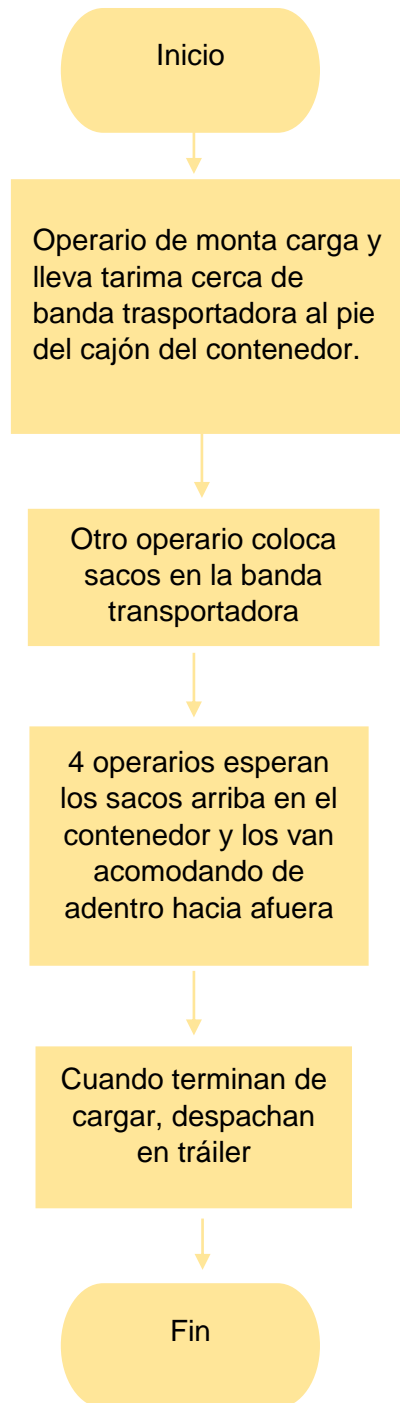 Inicio
Operario de monta carga y
lleva tarima cerca de
banda trasportadora al pie
del cajón del contenedor.
Otro operario coloca
sacos en la banda
transportadora
4 operarios esperan
los sacos arriba en el
contenedor y los van
acomodando de
adentro hacia afuera
Cuando terminan de
cargar, despachan
en tráiler
Fin